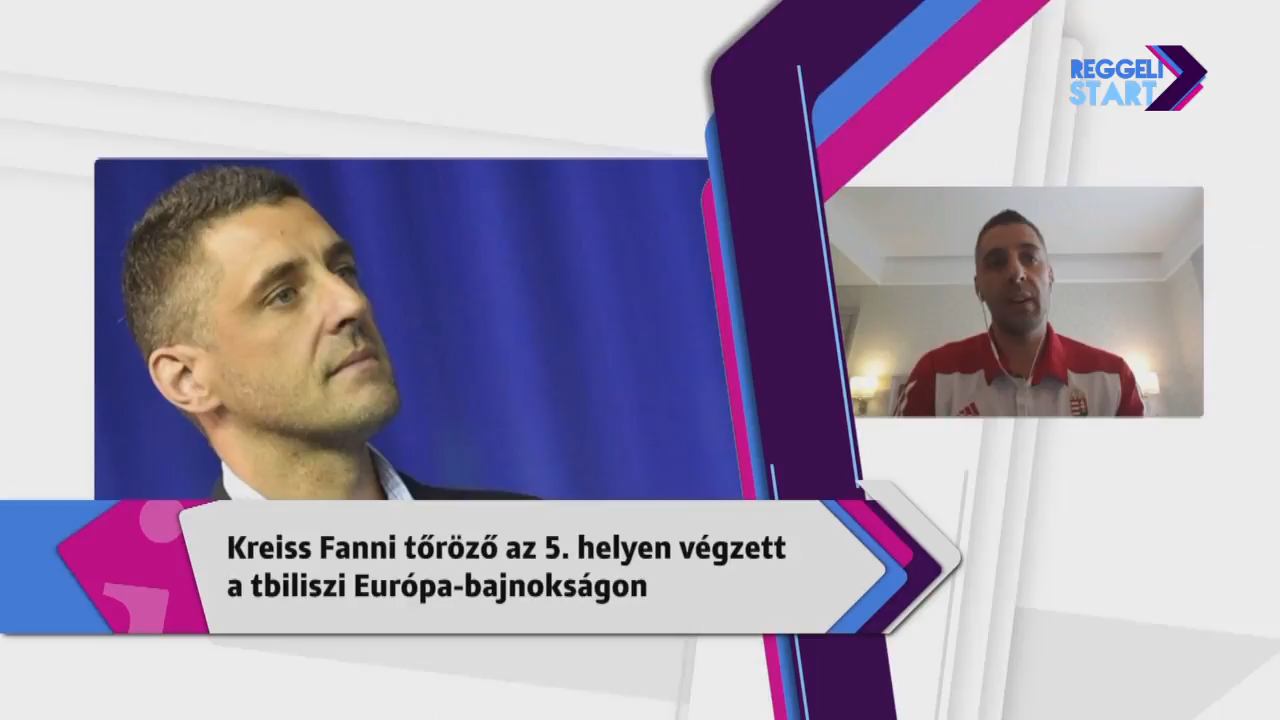 REGGELI
START
Kreiss Fanni tőröző az 5. helyen végzett
a tbiliszi Európa-bajnokságon